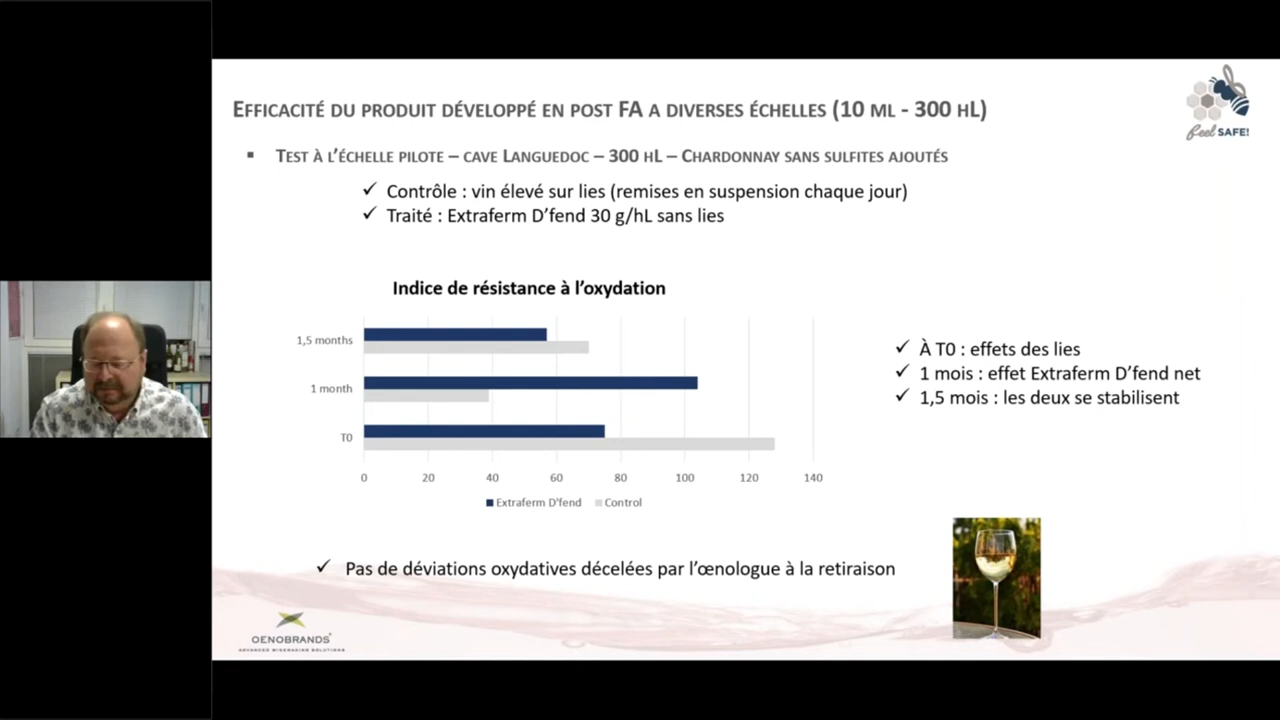 EFFICACITÉ DU PRODUIT DÉVELOPPÉ EN POST FA A DIVERSES ÉCHELLES (10 ML - 300 HL)
feel SAFE!
▪ TEST À L'ÉCHELLE PILOTE – CAVE LANGUEDOC – 300 HL – CHARDONNAY SANS SULFITES AJOUTÉS
✓ Contrôle : vin élevé sur lies (remises en suspension chaque jour)
✓ Traité : Extraferm D'fend 30 g/hL sans lies
Indice de résistance à l'oxydation
1,5 months
1 month
T0
0 20 40 60 80 100 120 140
Extraferm D'fend Control
✓ À T0 : effets des lies
✓ 1 mois : effet Extraferm D'fend net
✓ 1,5 mois : les deux se stabilisent
✓ Pas de déviations oxydatives décelées par l'œnologue à la retiraison
OENOBRANDS
ADVANCED WINEMAKING SOLUTIONS